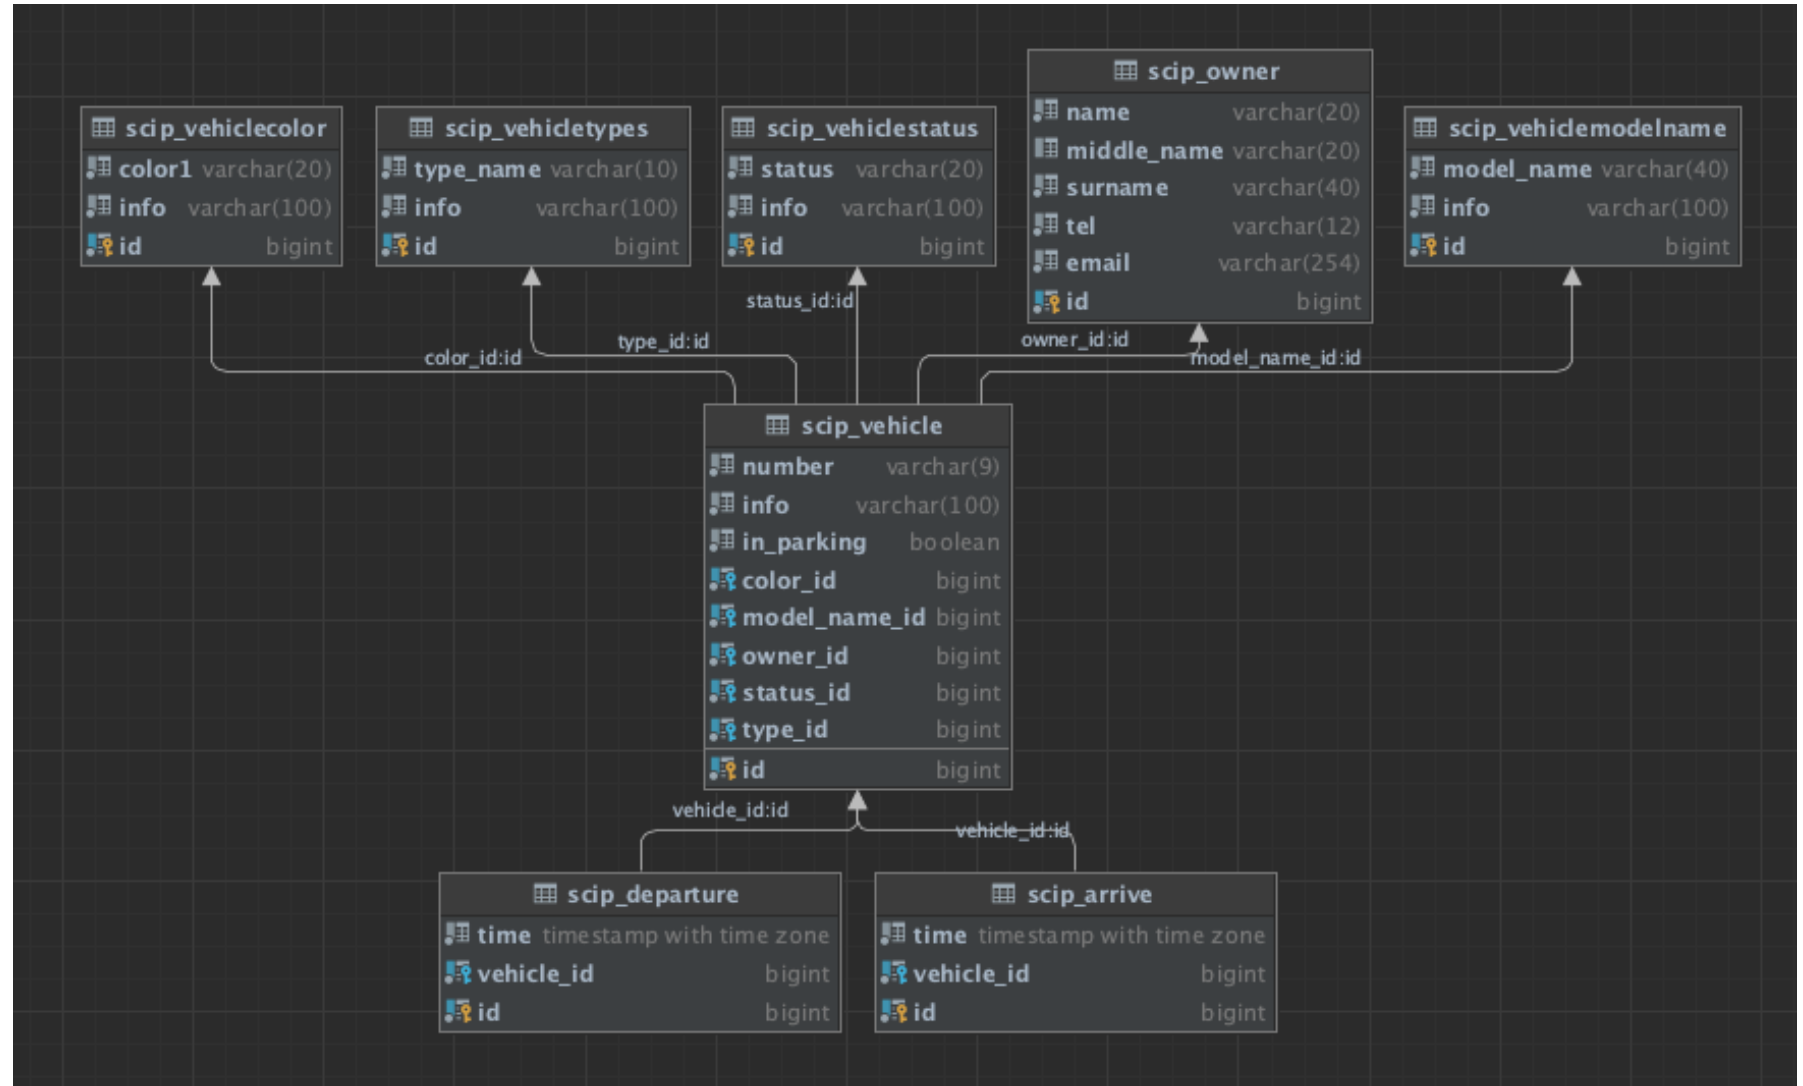 scip_vehiclecolor
color1 varchar(20)
info varchar(100)
id bigint
scip_vehicletypes
type_name varchar(10)
info varchar(100)
id bigint
scip_vehiclestatus
status varchar(20)
info varchar(100)
id bigint
scip_owner
name varchar(20)
middle_name varchar(20)
surname varchar(40)
tel varchar(12)
email varchar(254)
id bigint
scip_vehiclemodelname
model_name varchar(40)
info varchar(100)
id bigint
color_id:id
type_id:id
status_id:id
owner_id:id
model_name_id:id
scip_vehicle
number varchar(9)
info varchar(100)
in_parking boolean
color_id bigint
model_name_id bigint
owner_id bigint
status_id bigint
type_id bigint
id bigint
vehicle_id:id
vehicle_id:id
scip_departure
time timestamp with time zone
vehicle_id bigint
id bigint
scip_arrive
time timestamp with time zone
vehicle_id bigint
id bigint